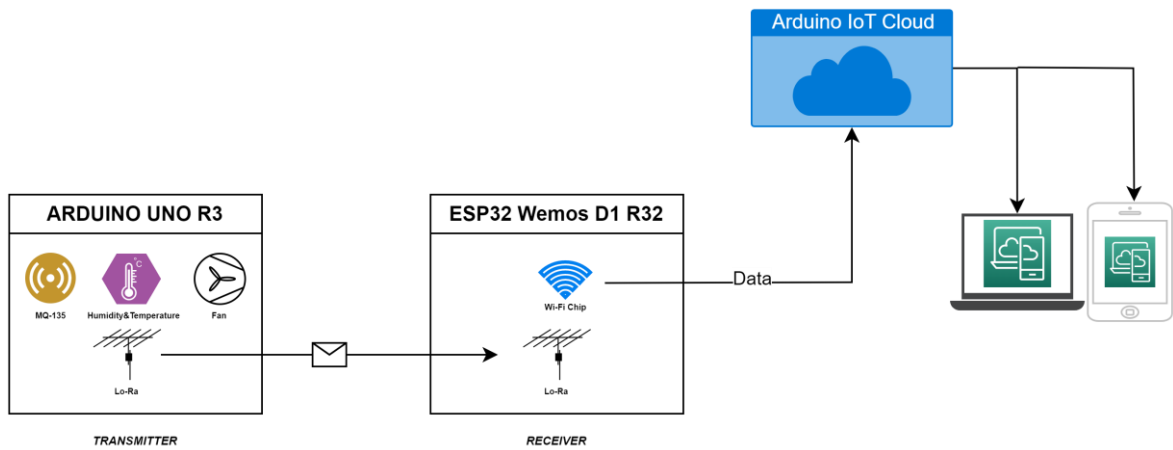 Arduino IoT Cloud
ARDUINO UNO R3
ESP32 Wemos D1 R32
°C
MQ-135
Humidity&Temperature
Fan
Wi-Fi Chip
Data
Lo-Ra
Lo-Ra
TRANSMITTER
RECEIVER